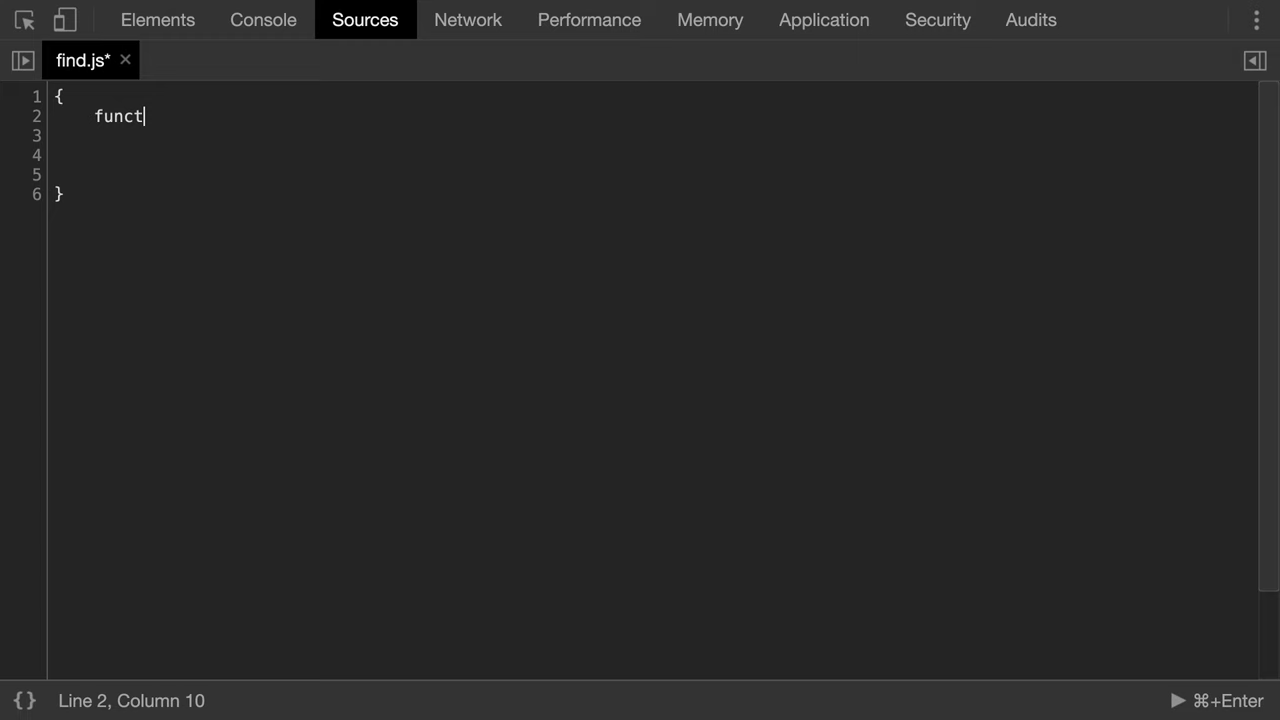 Elements Console Sources Network Performance Memory Application Security Audits
find.js* ×
1 {
2 funct
3
4
5
6 }
{} Line 2, Column 10 ⌘+Enter